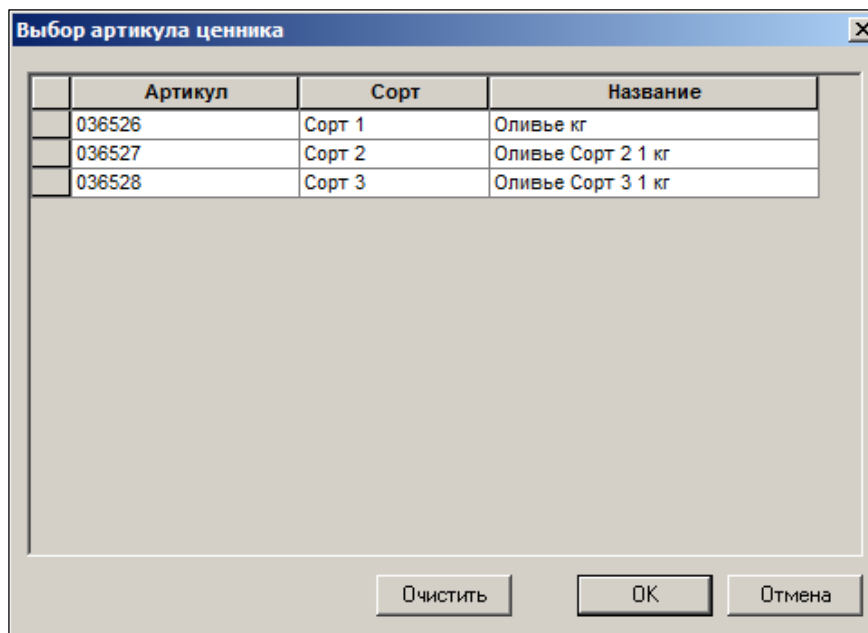 Выбор артикула ценника
Артикул Сорт Название
036526 Сорт 1 Оливье кг
036527 Сорт 2 Оливье Сорт 2 1 кг
036528 Сорт 3 Оливье Сорт 3 1 кг
Очистить OK Отмена